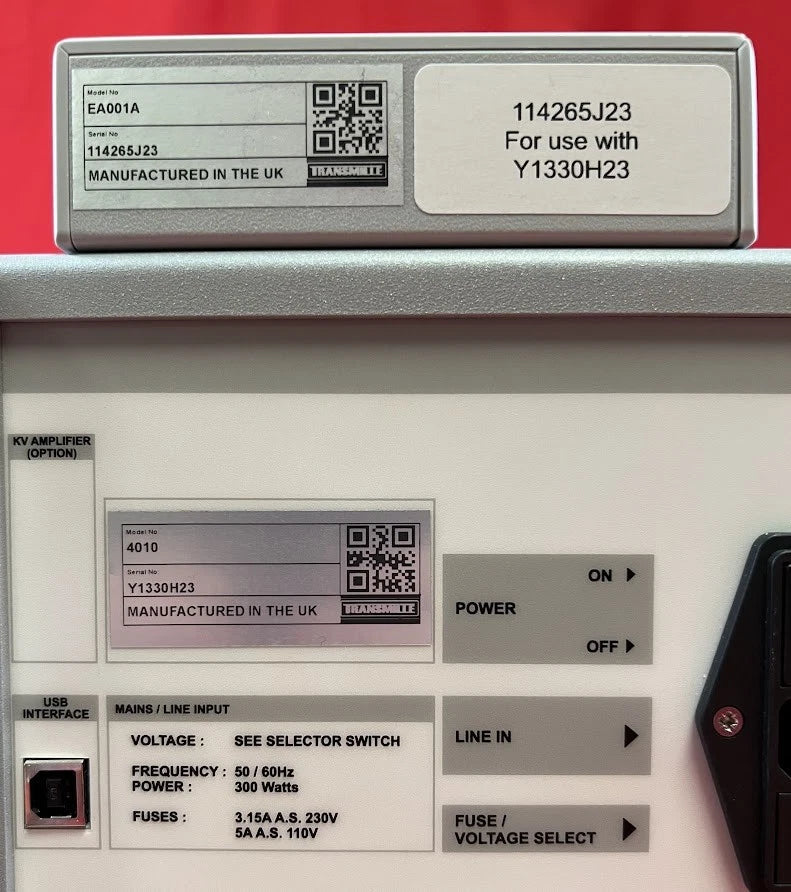 Model No
EA001A
Serial No
114265J23
MANUFACTURED IN THE UK
TRANSMILLE
114265J23
For use with
Y1330H23
KV AMPLIFIER
(OPTION)
Model No
4010
Serial No
Y1330H23
MANUFACTURED IN THE UK
TRANSMILLE
ON
POWER
OFF
USB
INTERFACE
MAINS / LINE INPUT
VOLTAGE : SEE SELECTOR SWITCH
FREQUENCY : 50 / 60Hz
POWER : 300 Watts
FUSES : 3.15A A.S. 230V
5A A.S. 110V
LINE IN
FUSE /
VOLTAGE SELECT